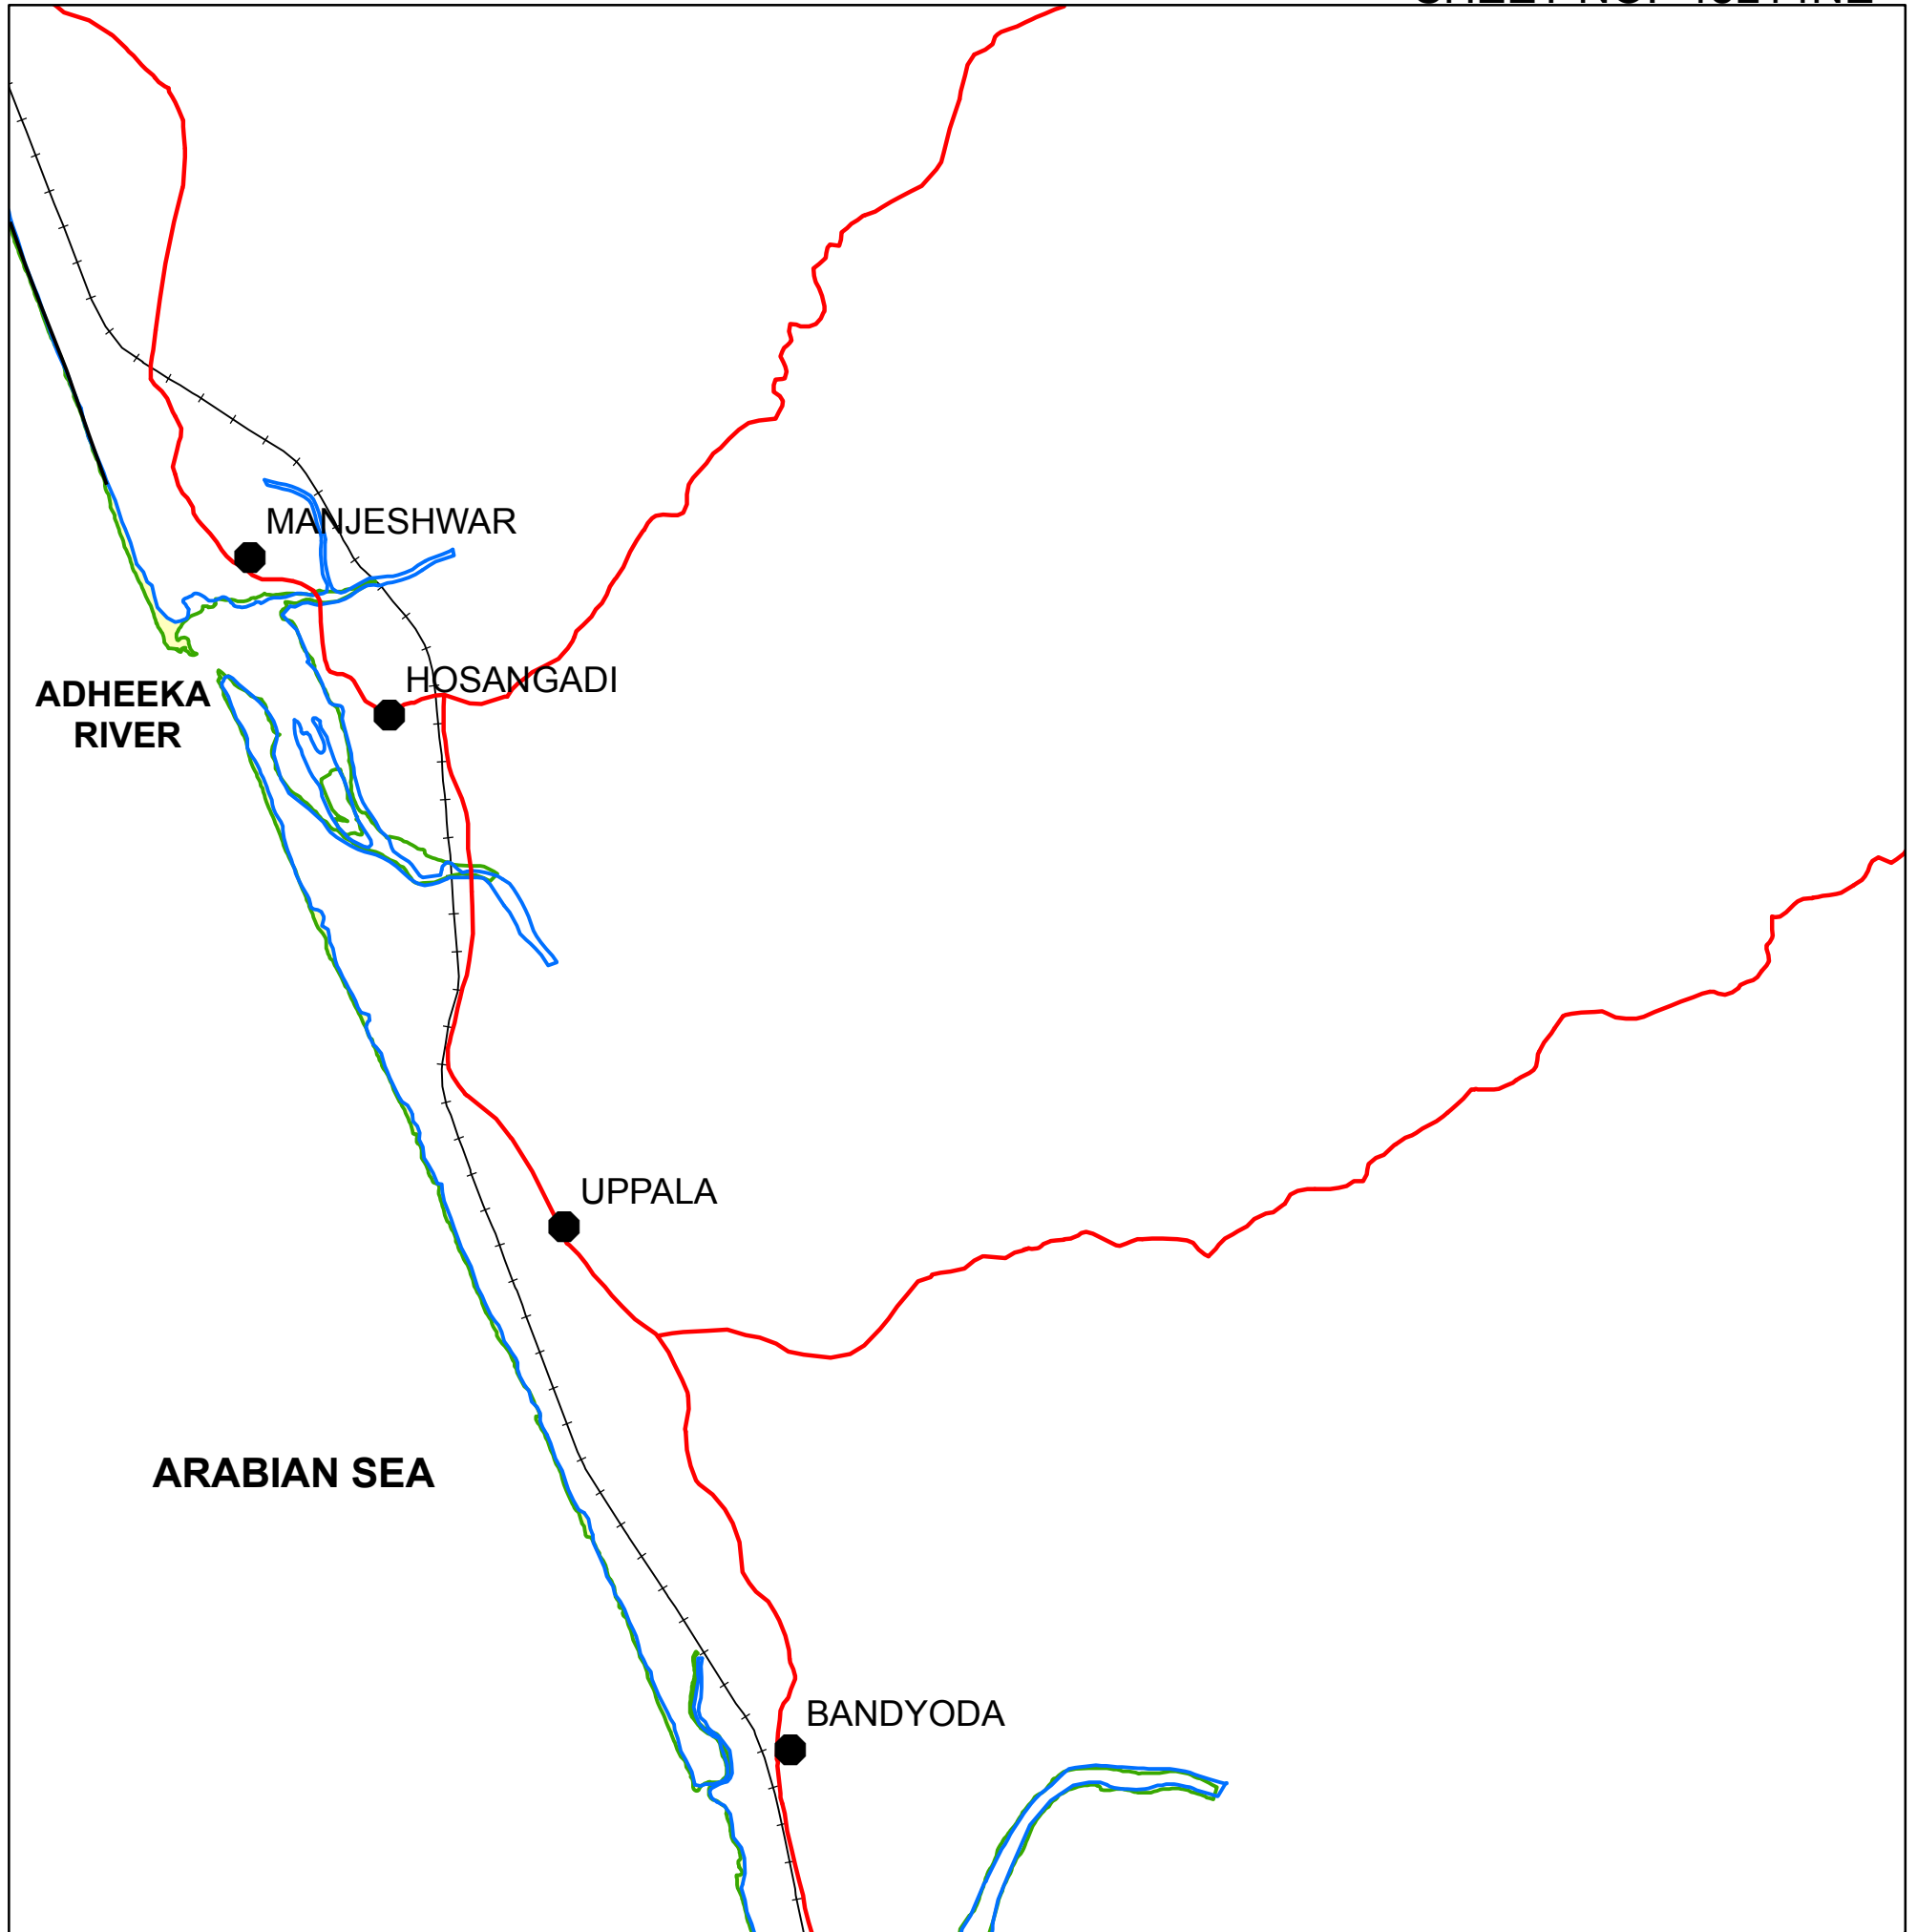 MANJESHWAR
HOSANGADI
ADHEEKA
RIVER
UPPALA
ARABIAN SEA
BANDYODA